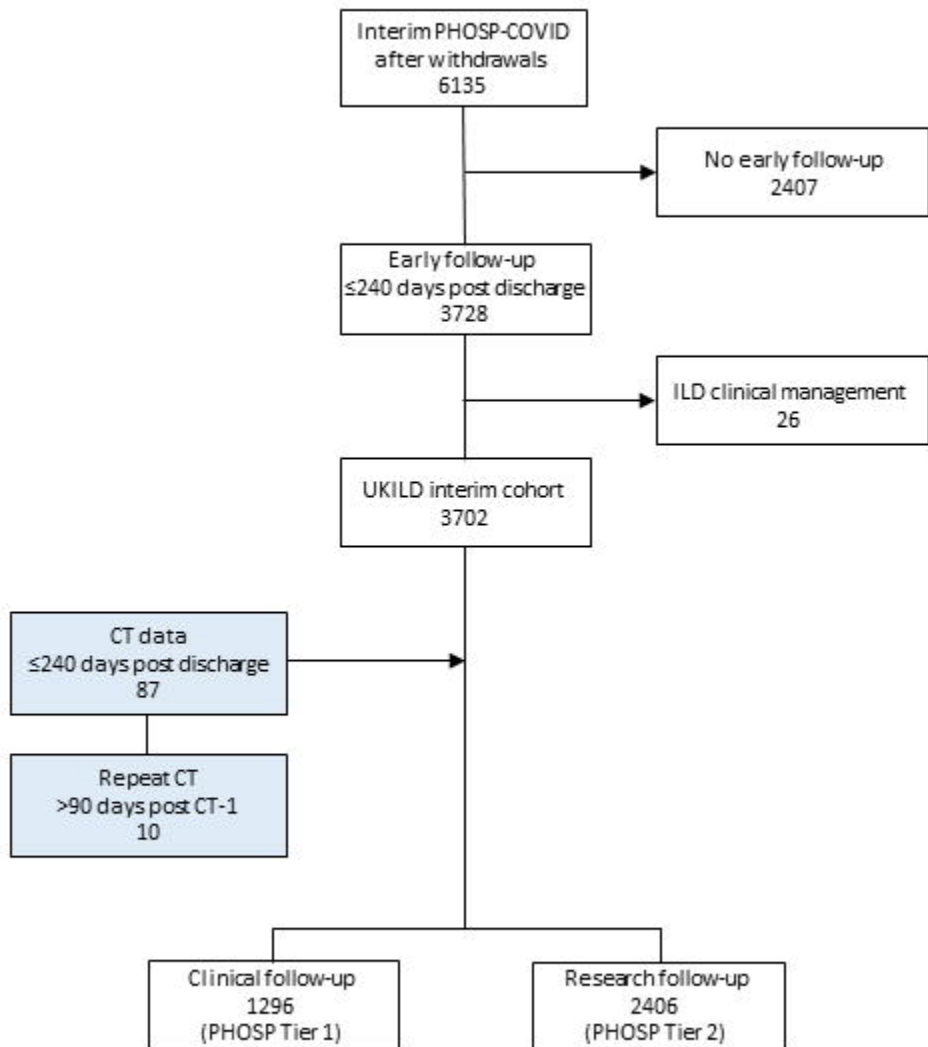 Interim PHOSP-COVID
after withdrawals
6135
No early follow-up
2407
Early follow-up
≤240 days post discharge
3728
ILD clinical management
26
UKILD interim cohort
3702
CT data
≤240 days post discharge
87
Repeat CT
>90 days post CT-1
10
Clinical follow-up
1296
(PHOSP Tier 1)
Research follow-up
2406
(PHOSP Tier 2)